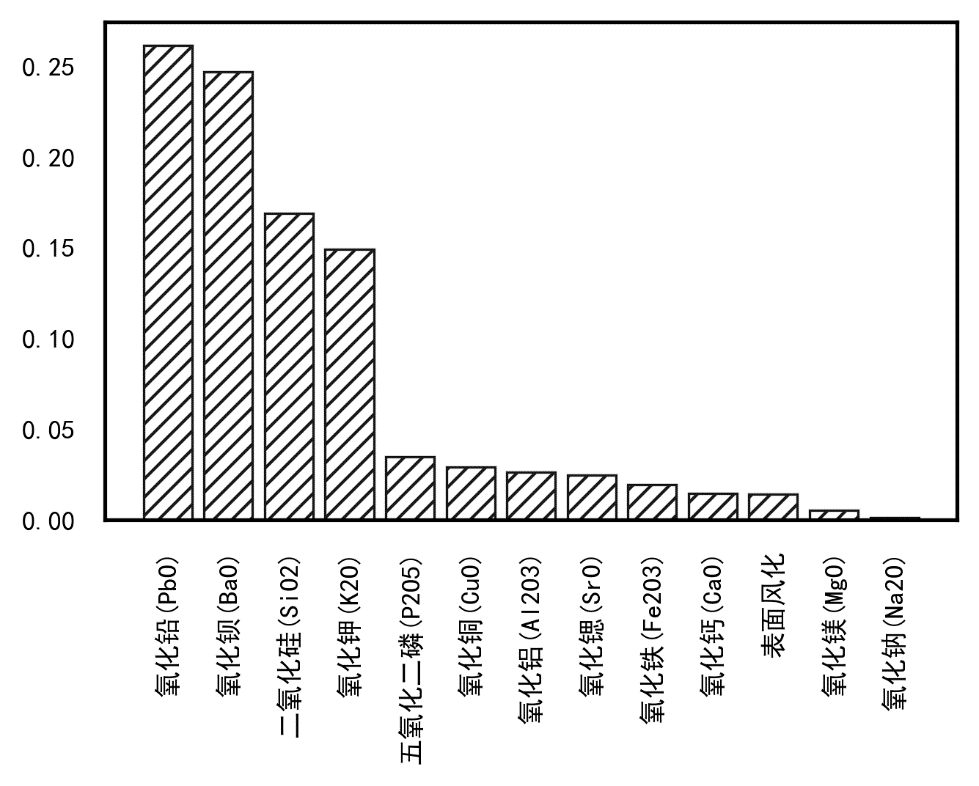 0.25
0.20
0.15
0.10
0.05
0.00
氧化铅(PbO)
氧化钡(BaO)
二氧化硅(SiO2)
氧化钾(K2O)
五氧化二磷(P2O5)
氧化铜(CuO)
氧化铝(Al2O3)
氧化锶(SrO)
氧化铁(Fe2O3)
氧化钙(CaO)
表面风化
氧化镁(MgO)
氧化钠(Na2O)